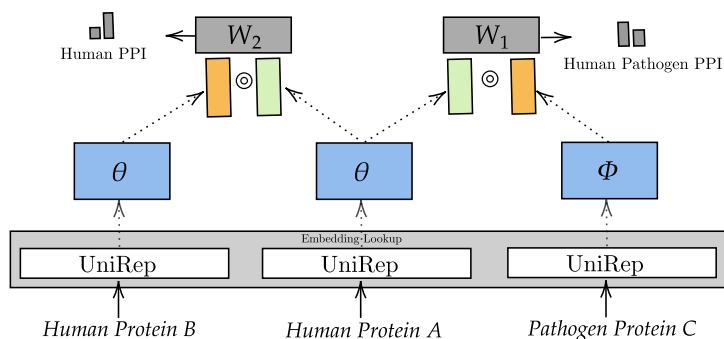 W2
W1
Human PPI
Human Pathogen PPI
θ
θ
Φ
Embedding Lookup
UniRep
UniRep
UniRep
Human Protein B
Human Protein A
Pathogen Protein C